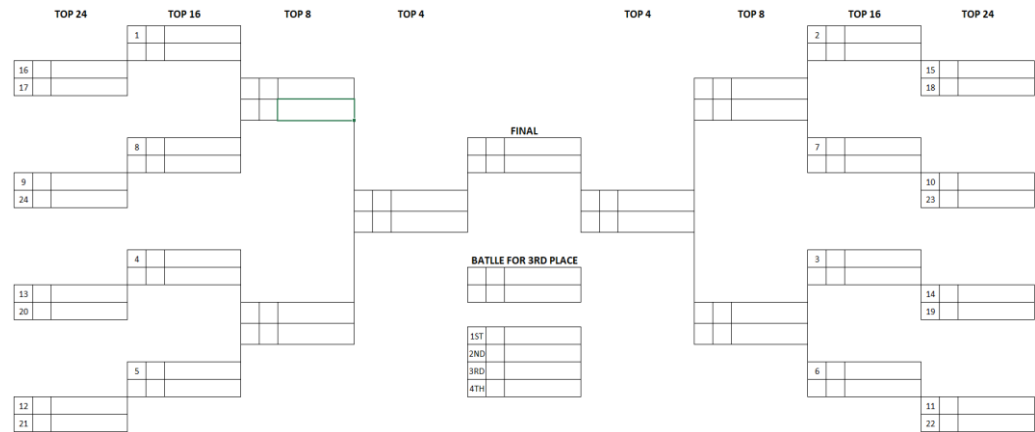 TOP 24 TOP 16 TOP 8 TOP 4 TOP 4 TOP 8 TOP 16 TOP 24
1 2
16 15
17 18
FINAL
8 7
9 10
24 23
4 BATLLE FOR 3RD PLACE 3
13 14
20 19
1ST
2ND
5 3RD 6
4TH
12 11
21 22